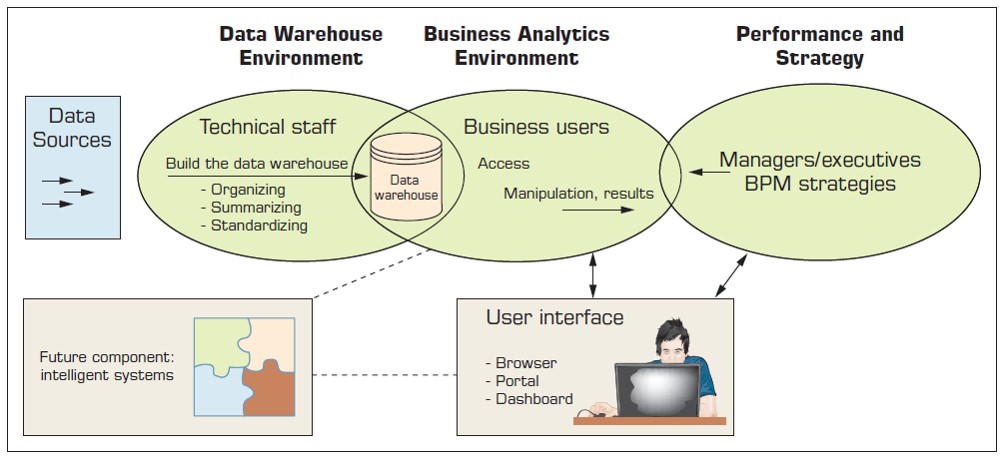 Data Warehouse
Environment
Business Analytics
Environment
Performance and
Strategy
Data
Sources
Technical staff
Build the data warehouse
- Organizing
- Summarizing
- Standardizing
Data
warehouse
Business users
Access
Manipulation, results
Managers/executives
BPM strategies
Future component:
intelligent systems
User interface
- Browser
- Portal
- Dashboard